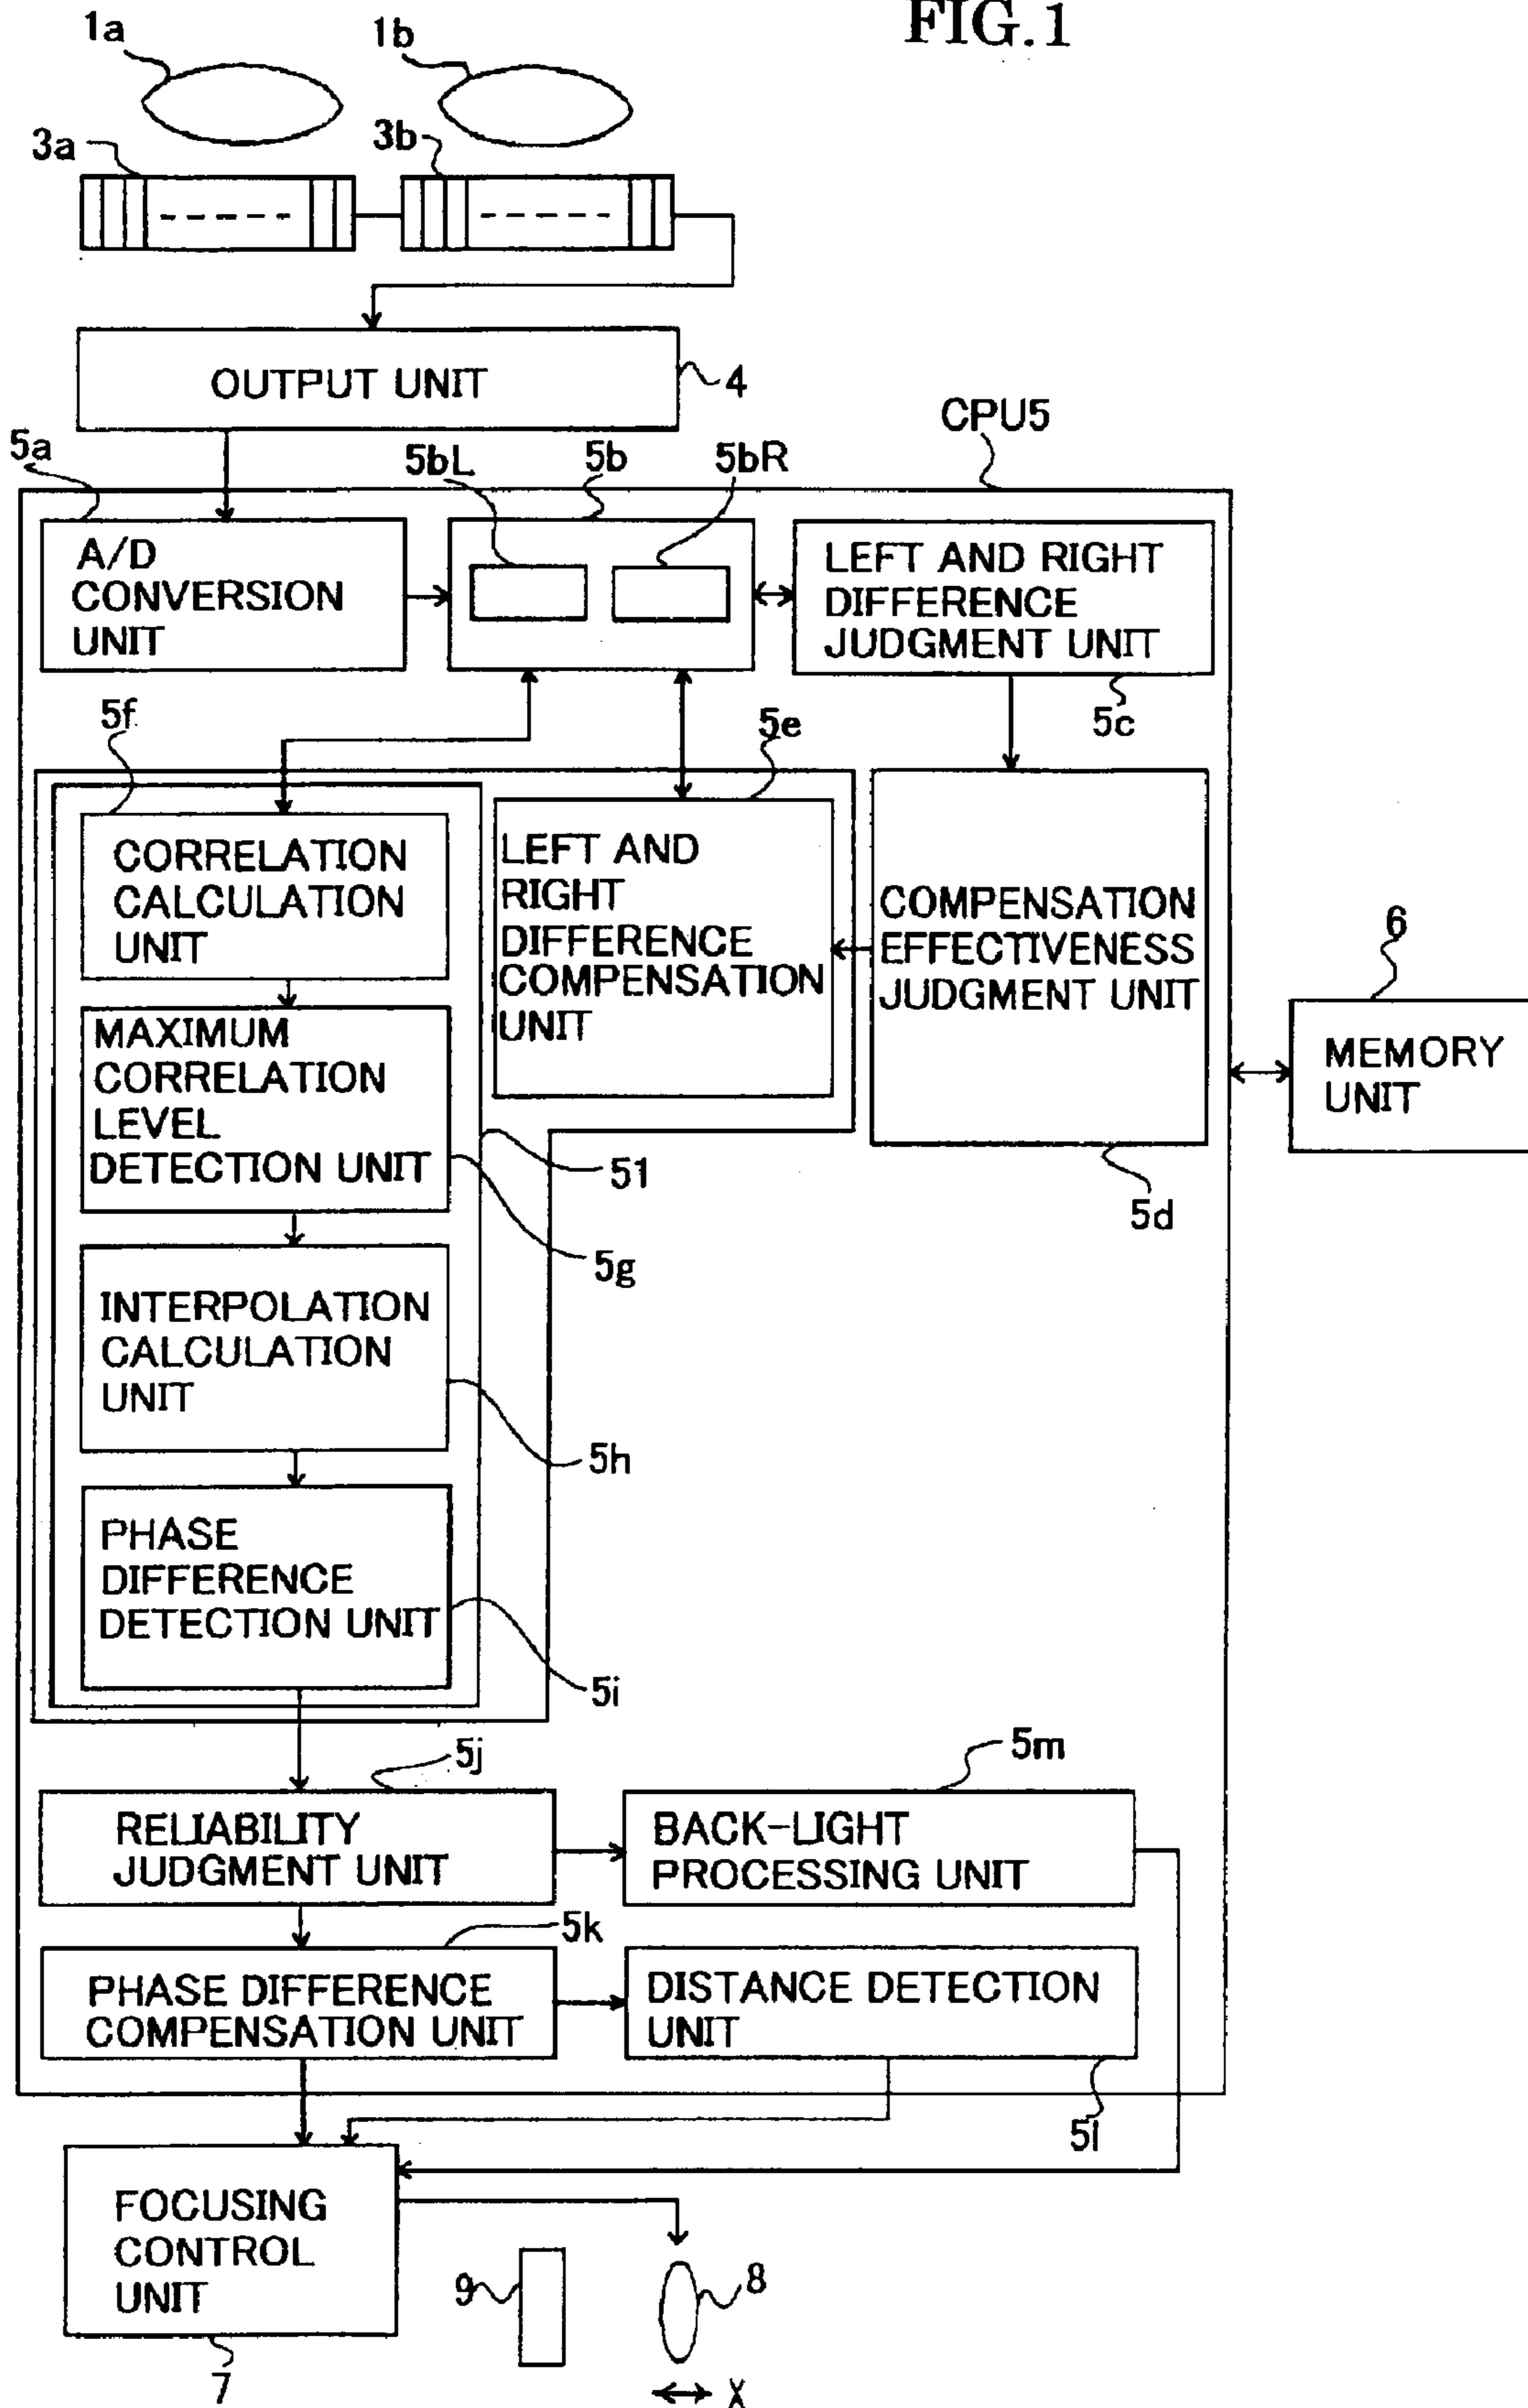 FIG.1
1a
1b
3a
3b
OUTPUT UNIT
4
CPU5
5a
5bL
5b
5bR
A/D
CONVERSION
UNIT
LEFT AND RIGHT
DIFFERENCE
JUDGMENT UNIT
5c
5f
5e
CORRELATION
CALCULATION
UNIT
LEFT AND
RIGHT
DIFFERENCE
COMPENSATION
UNIT
COMPENSATION
EFFECTIVENESS
JUDGMENT UNIT
6
MEMORY
UNIT
MAXIMUM
CORRELATION
LEVEL
DETECTION UNIT
51
5d
5g
INTERPOLATION
CALCULATION
UNIT
5h
PHASE
DIFFERENCE
DETECTION UNIT
5i
5j
5m
RELIABILITY
JUDGMENT UNIT
BACK-LIGHT
PROCESSING UNIT
5k
PHASE DIFFERENCE
COMPENSATION UNIT
DISTANCE DETECTION
UNIT
5l
FOCUSING
CONTROL
UNIT
9
8
7
X